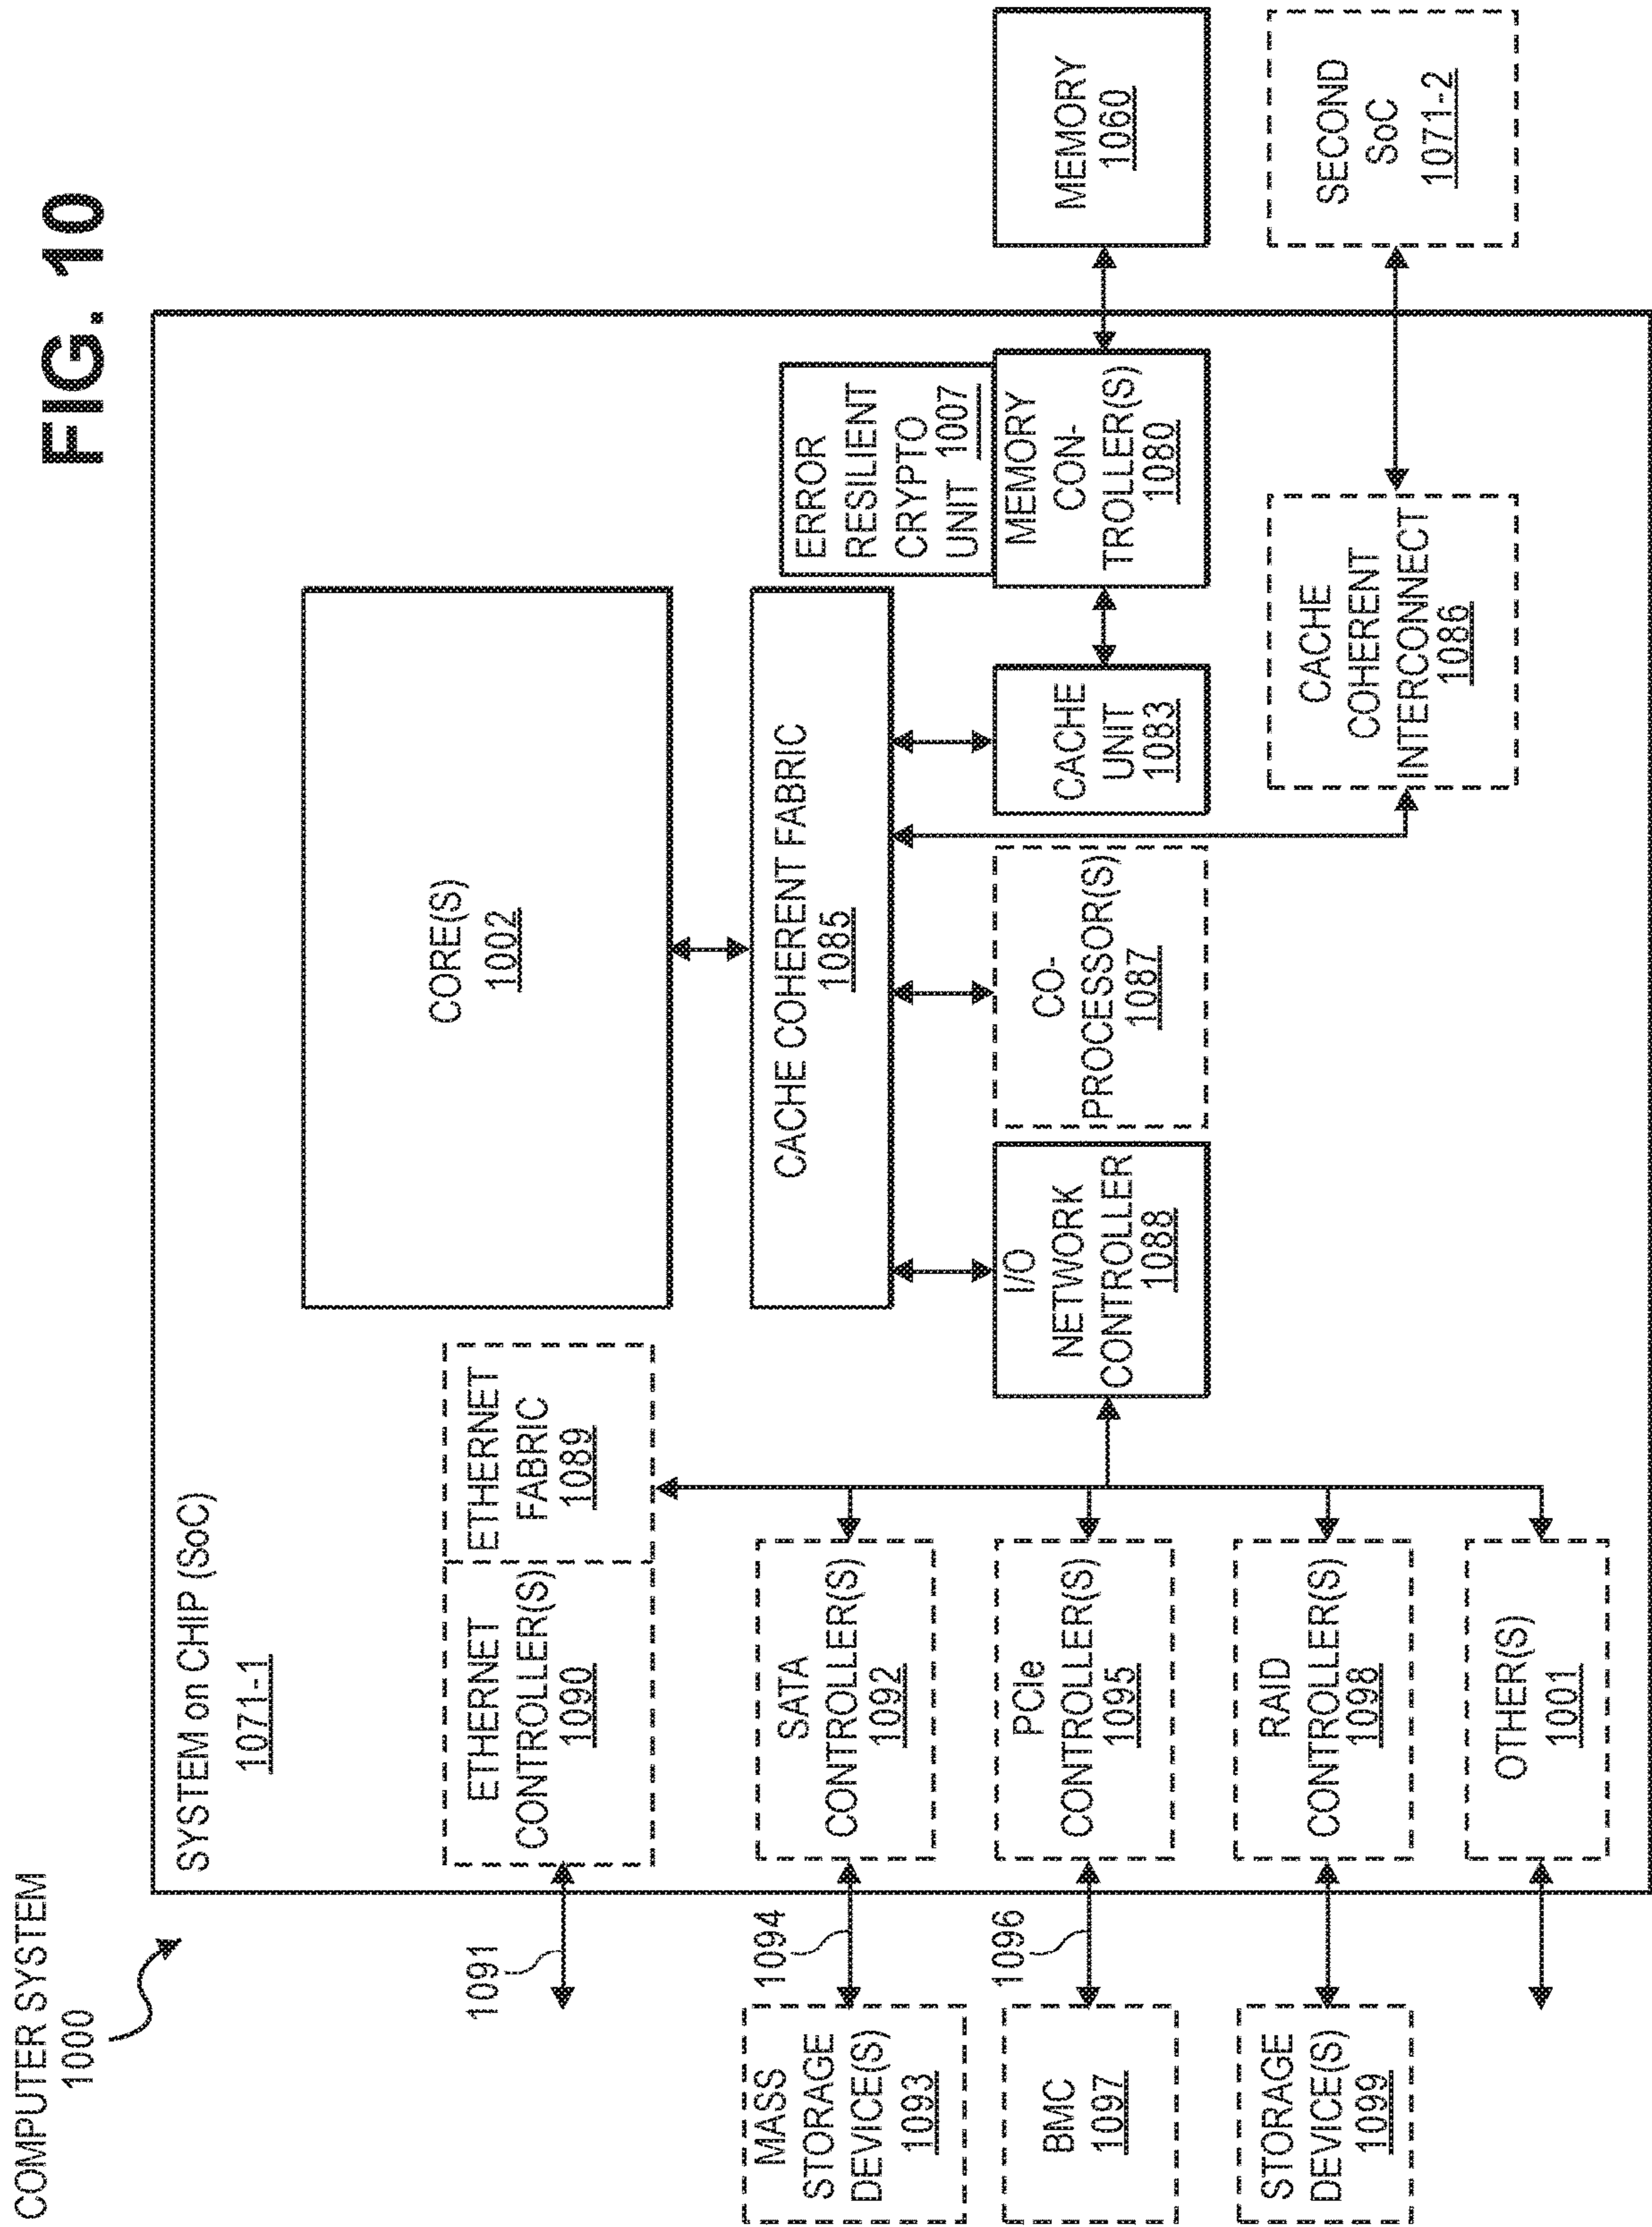 FIG. 10
COMPUTER SYSTEM
1000
SYSTEM on CHIP (SoC)
1071-1
CORE(S)
1002
ETHERNET
CONTROLLER(S)
1090
ETHERNET
FABRIC
1089
1091
CACHE COHERENT FABRIC
1085
ERROR
RESILIENT
CRYPTO
UNIT 1007
MASS
STORAGE
DEVICE(S)
1093
1094
SATA
CONTROLLER(S)
1092
BMC
1097
1096
PCIe
CONTROLLER(S)
1095
I/O
NETWORK
CONTROLLER
1088
CO-
PROCESSOR(S)
1087
CACHE
UNIT
1083
MEMORY
CON-
TROLLER(S)
1080
MEMORY
1060
STORAGE
DEVICE(S)
1099
RAID
CONTROLLER(S)
1098
CACHE
COHERENT
INTERCONNECT
1086
SECOND
SoC
1071-2
OTHER(S)
1001